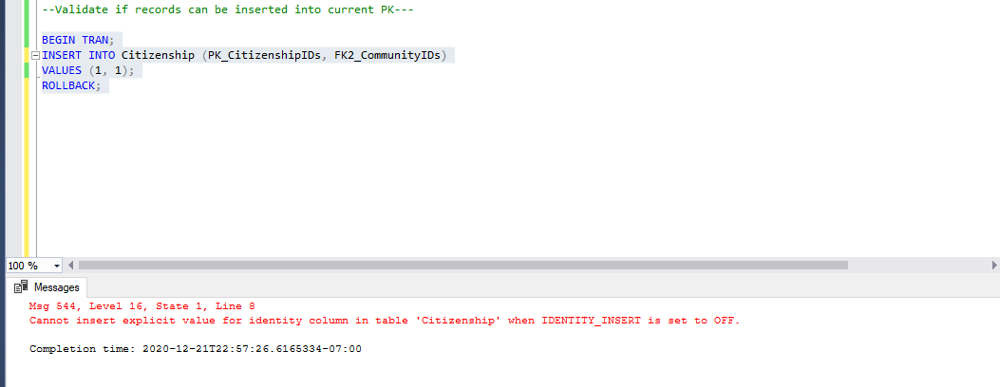 --Validate if records can be inserted into current PK---
BEGIN TRAN;
INSERT INTO Citizenship (PK_CitizenshipIDs, FK2_CommunityIDs)
VALUES (1, 1);
ROLLBACK;
100 %
Messages
Msg 544, Level 16, State 1, Line 8
Cannot insert explicit value for identity column in table 'Citizenship' when IDENTITY_INSERT is set to OFF.
Completion time: 2020-12-21T22:57:26.6165334-07:00